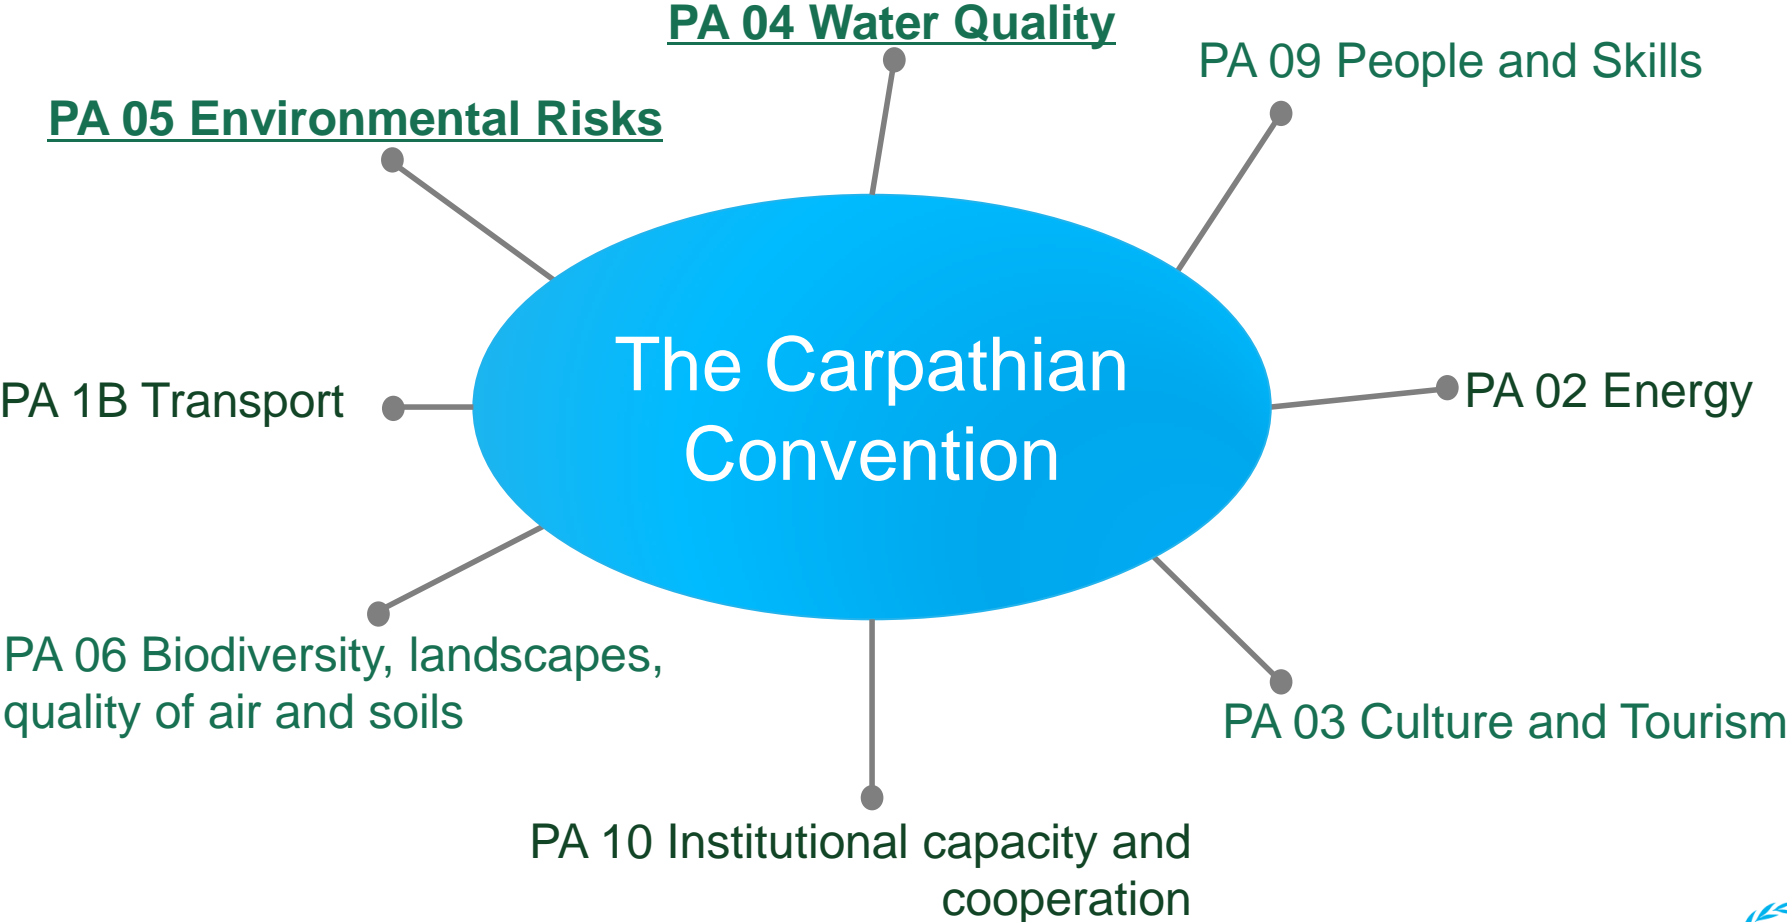 PA 04 Water Quality
PA 09 People and Skills
PA 05 Environmental Risks
The Carpathian
Convention
PA 1B Transport
PA 02 Energy
PA 06 Biodiversity, landscapes,
quality of air and soils
PA 03 Culture and Tourism
PA 10 Institutional capacity and
cooperation